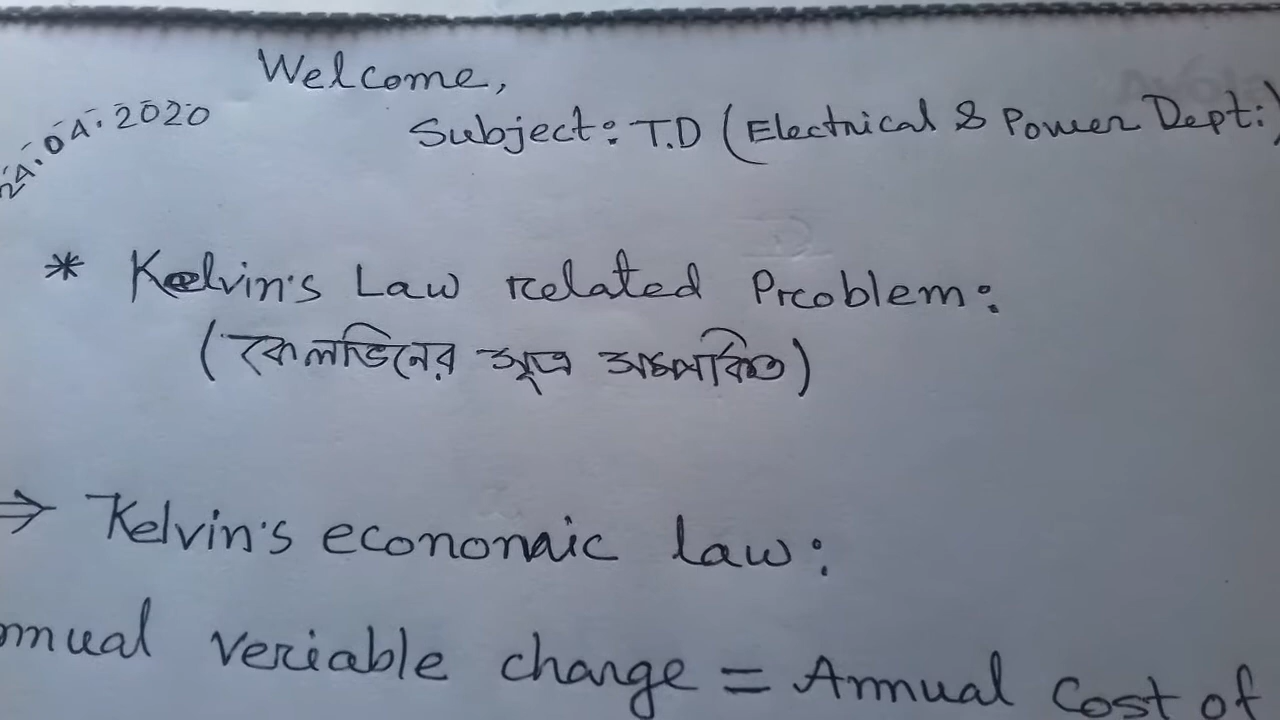 Welcome,
24.04.2020
Subject: T.D (Electrical & Power Dept:)
* Kelvin's Law related Problem:
(কেলভিনের সূত্র সম্পর্কিত)
⇒ Kelvin's economic law:
nnual veriable change = Annual Cost of